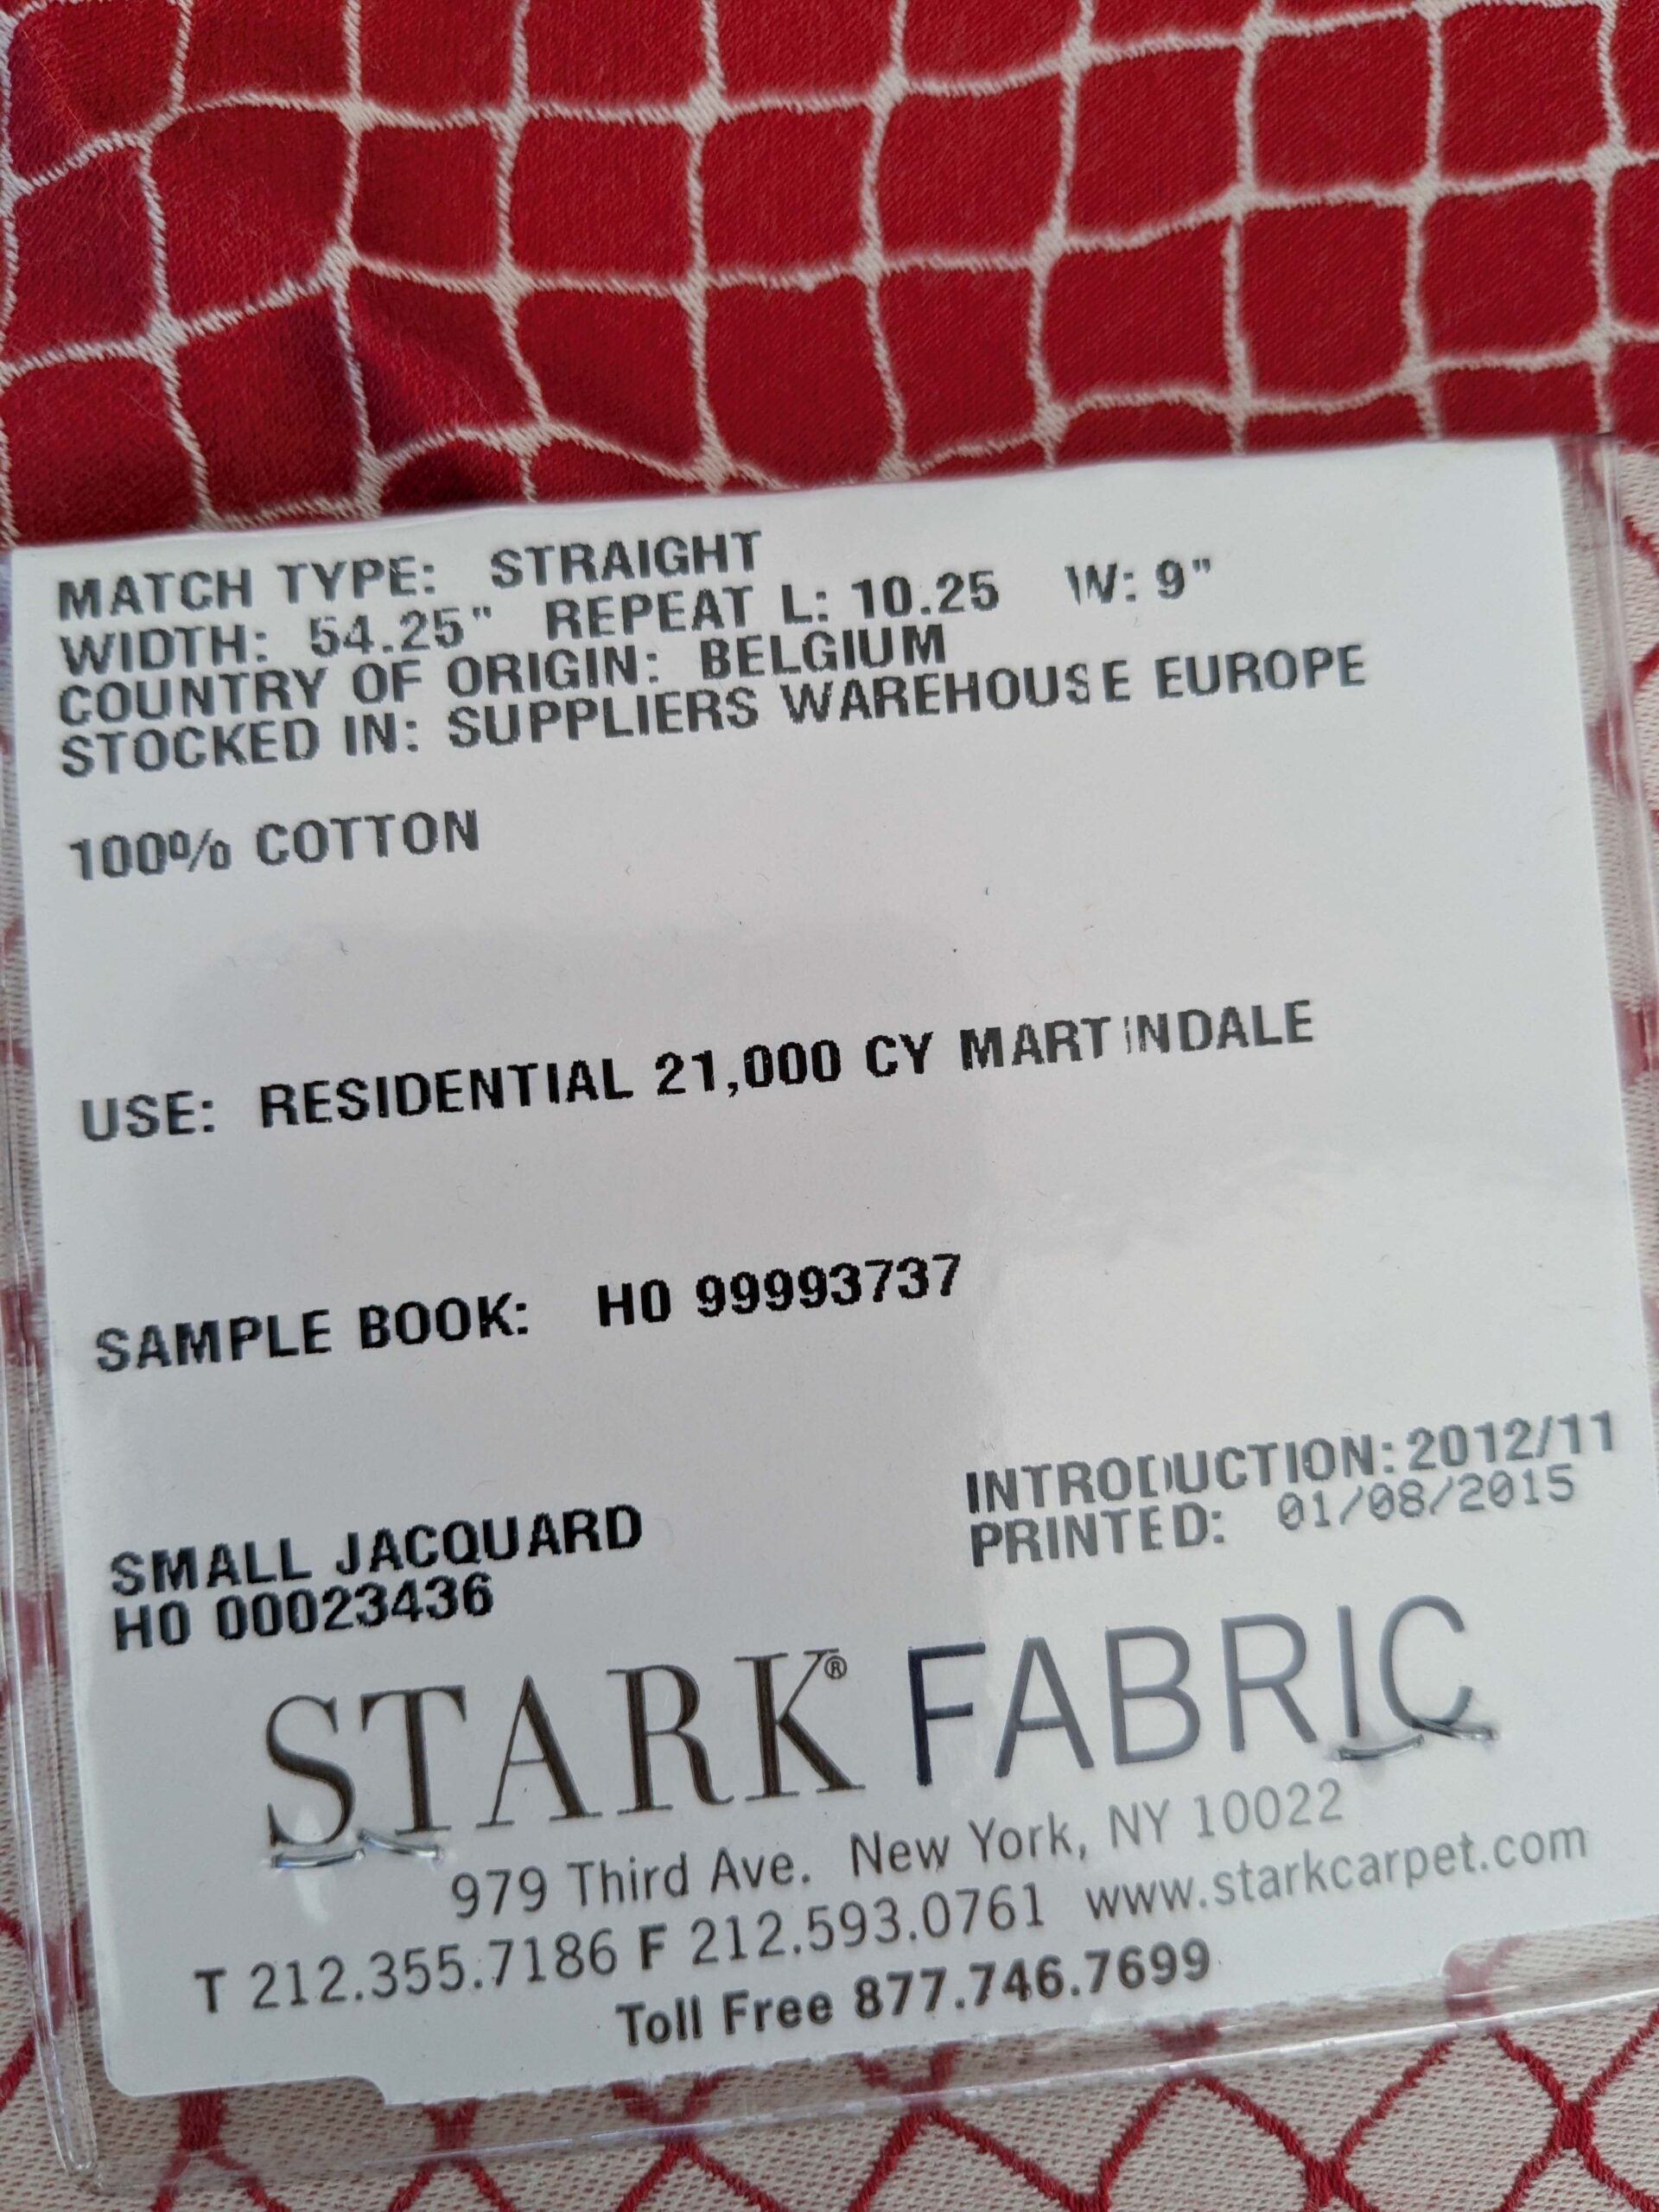 MATCH TYPE: STRAIGHT
WIDTH: 54.25" REPEAT L: 10.25 W: 9"
COUNTRY OF ORIGIN: BELGIUM
STOCKED IN: SUPPLIERS WAREHOUSE EUROPE
100% COTTON
USE: RESIDENTIAL 21,000 CY MARTINDALE
SAMPLE BOOK: H0 99993737
INTRODUCTION: 2012/11
PRINTED: 01/08/2015
SMALL JACQUARD
H0 00023436
STARK® FABRIC
979 Third Ave. New York, NY 10022
T 212.355.7186 F 212.593.0761 www.starkcarpet.com
Toll Free 877.746.7699